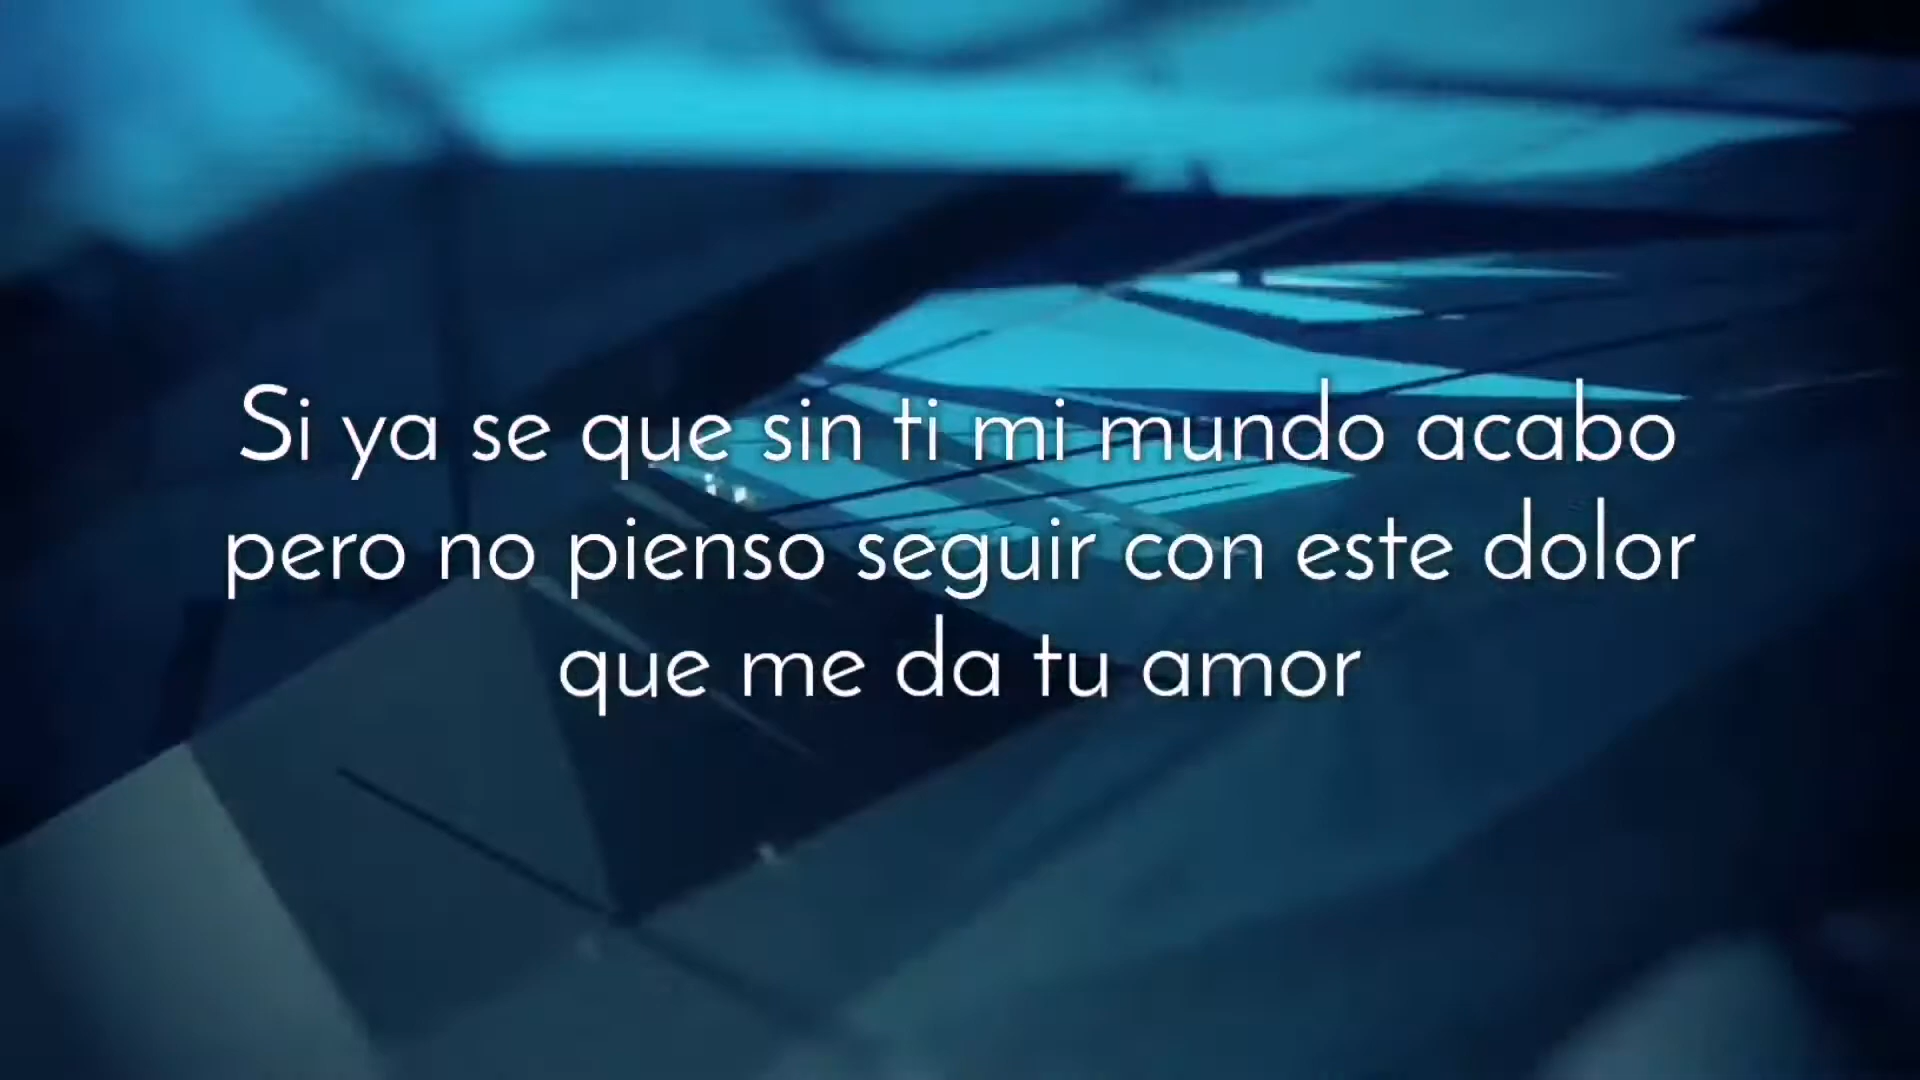 Si ya se que sin ti mi mundo acabo
pero no pienso seguir con este dolor
que me da tu amor